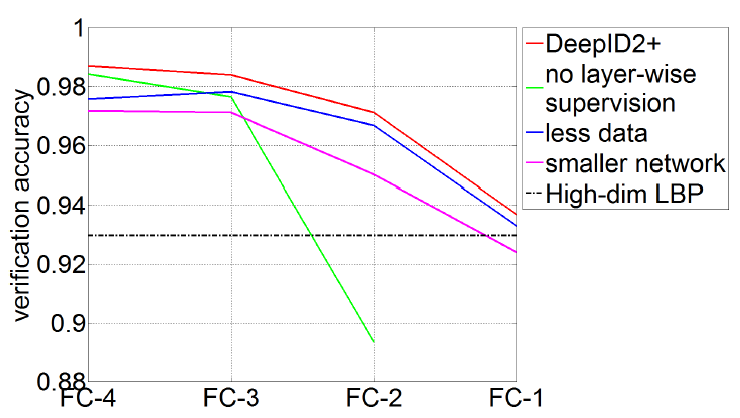 1
0.98
0.96
0.94
0.92
0.9
0.88
verification accuracy
FC-4 FC-3 FC-2 FC-1
DeepID2+
no layer-wise
supervision
less data
smaller network
High-dim LBP